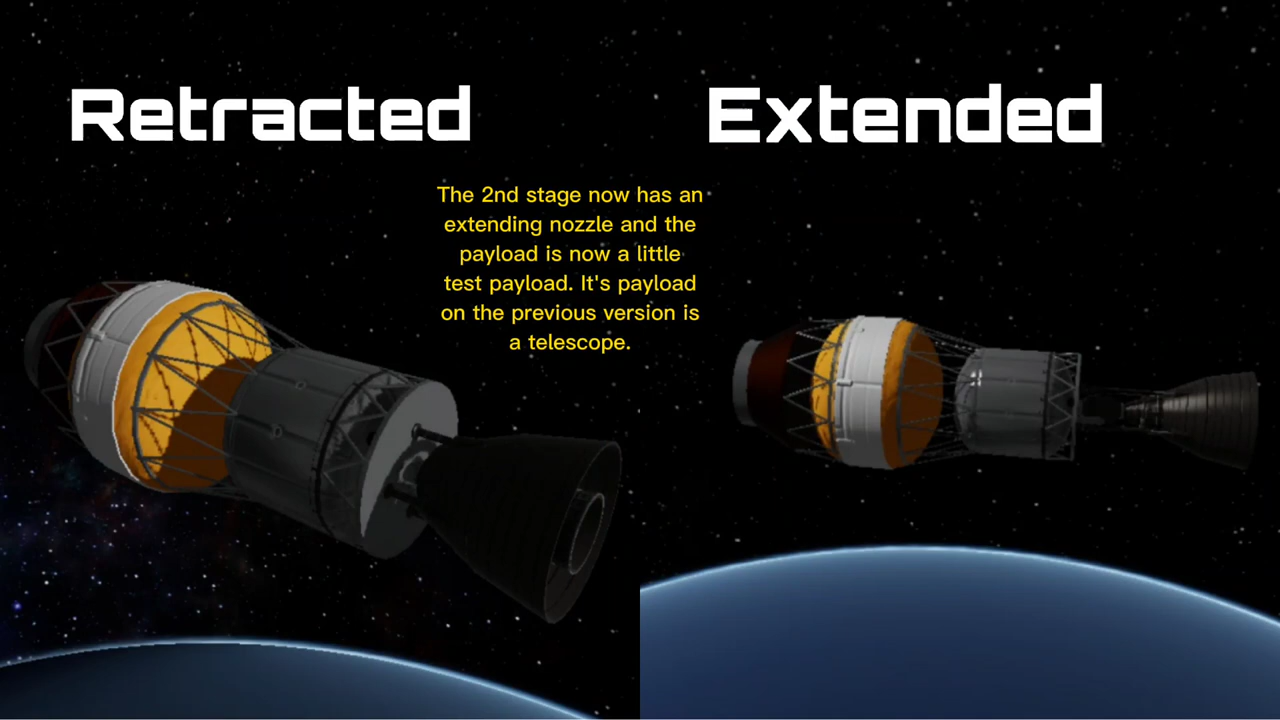 Retracted
Extended
The 2nd stage now has an
extending nozzle and the
payload is now a little
test payload. It's payload
on the previous version is
a telescope.